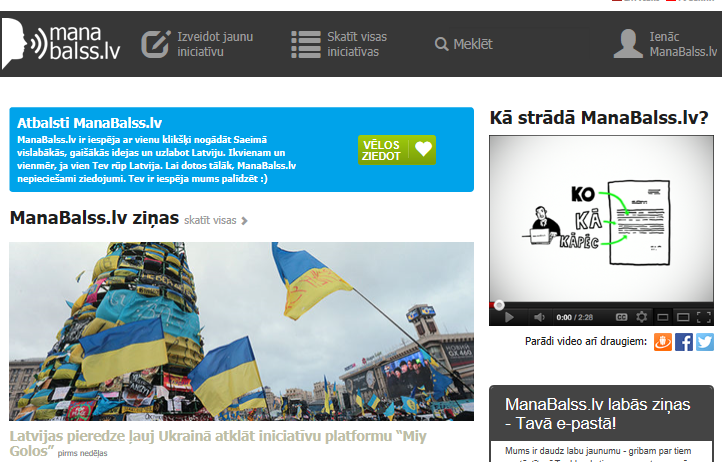 mana
balss.lv
Izveidot jaunu
iniciatīvu
Skatīt visas
iniciatīvas
Meklēt
Ienāc
ManaBalss.lv
Atbalsti ManaBalss.lv
ManaBalss.lv ir iespēja ar vienu klikšķi nogādāt Saeimā
vislabākās, gaišākās idejas un uzlabot Latviju. Ikvienam un
vienmēr, ja vien Tev rūp Latvija. Lai dotos tālāk, ManaBalss.lv
nepieciešami ziedojumi. Tev ir iespēja mums palīdzēt :)
VĒLOS
ZIEDOT
ManaBalss.lv ziņas skatīt visas
Latvijas pieredze ļauj Ukrainā atklāt iniciatīvu platformu “Miy
Golos” pirms nedēļas
Kā strādā ManaBalss.lv?
KO
KĀ
KĀPĒC
0:00 / 2:28
CC
Parādi video arī draugiem:
ManaBalss.lv labās ziņas
- Tavā e-pastā!
Mums ir daudz labu jaunumu - gribam par tiem